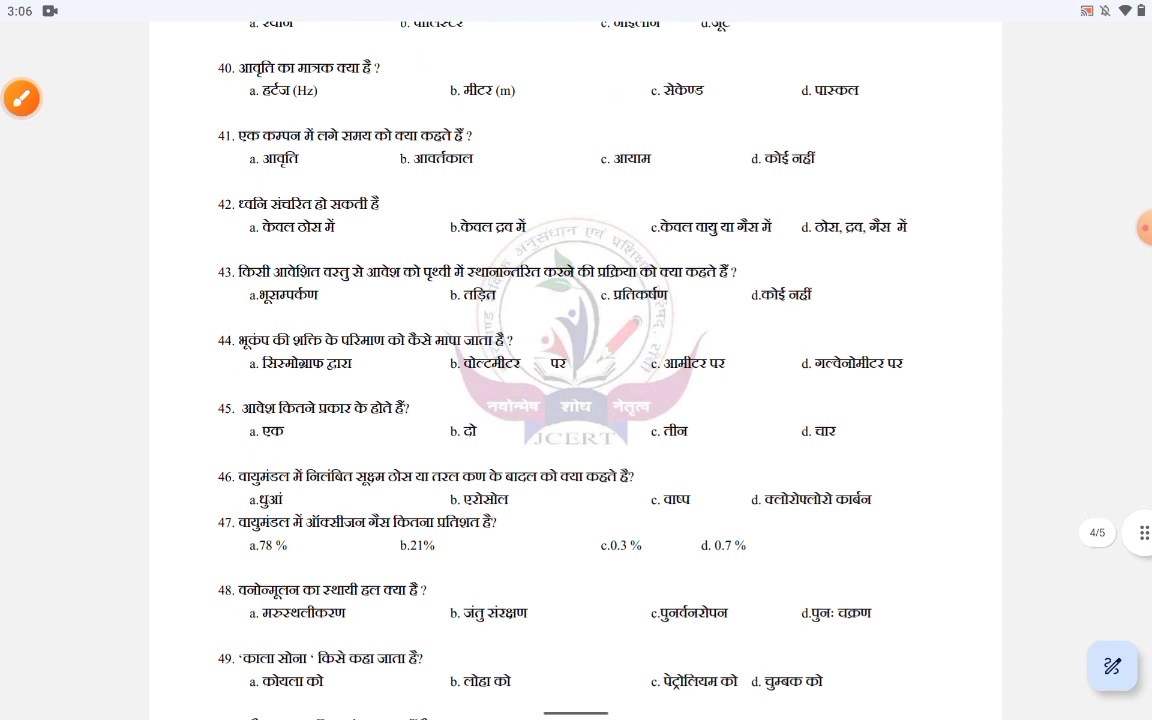 3:06
b. पालिस्टर c. नाइलॉन d.जूट
40. आवृति का मात्रक क्या है ?
a. हर्टज (Hz) b. मीटर (m) c. सेकेण्ड d. पास्कल
41. एक कम्पन में लगे समय को क्या कहते हैं ?
a. आवृति b. आवर्तकाल c. आयाम d. कोई नहीं
42. ध्वनि संचरित हो सकती है
a. केवल ठोस में b.केवल द्रव में c.केवल वायु या गैस में d. ठोस, द्रव, गैस में
43. किसी आवेशित वस्तु से आवेश को पृथ्वी में स्थानान्तरित करने की प्रक्रिया को क्या कहते हैं ?
a.भूसम्पर्कण b. तड़ित c. प्रतिकर्षण d.कोई नहीं
44. भूकंप की शक्ति के परिमाण को कैसे मापा जाता है ?
a. सिस्मोग्राफ द्वारा b. वोल्टमीटर पर c. आमीटर पर d. गल्वेनोमीटर पर
नवोन्मेष शोध नेतृत्व
45. आवेश कितने प्रकार के होते हैं?
a. एक b. दो c. तीन d. चार
JCERT
46. वायुमंडल में निलंबित सूक्ष्म ठोस या तरल कण के बादल को क्या कहते है?
a.धुआं b. एरोसोल c. वाष्प d. क्लोरोफ्लोरो कार्बन
47. वायुमंडल में ऑक्सीजन गैस कितना प्रतिशत है?
4/5
a.78 % b.21% c.0.3 % d. 0.7 %
48. वनोन्मूलन का स्थायी हल क्या है ?
a. मरुस्थलीकरण b. जंतु संरक्षण c.पुनर्वनरोपन d.पुनः चक्रण
49. ‘काला सोना ‘ किसे कहा जाता है?
a. कोयला को b. लोहा को c. पेट्रोलियम को d. चुम्बक को